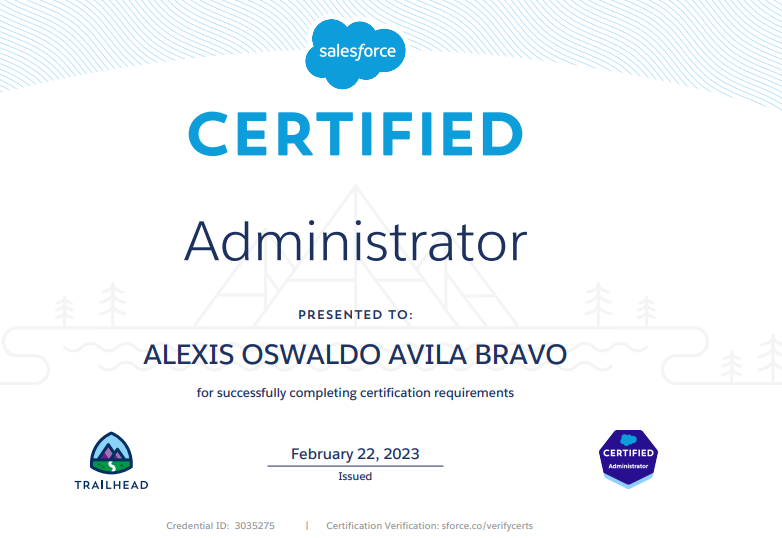 salesforce
CERTIFIED
Administrator
PRESENTED TO:
ALEXIS OSWALDO AVILA BRAVO
for successfully completing certification requirements
TRAILHEAD
February 22, 2023
Issued
CERTIFIED
Administrator
Credential ID: 3035275 | Certification Verification: sforce.co/verifycerts